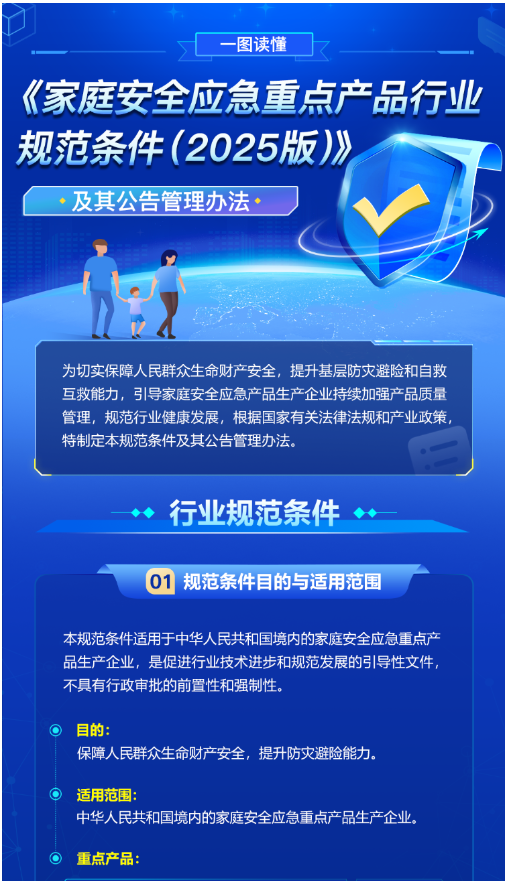 一图读懂
《家庭安全应急重点产品行业
规范条件(2025版)》
及其公告管理办法
为切实保障人民群众生命财产安全，提升基层防灾避险和自救
互救能力，引导家庭安全应急产品生产企业持续加强产品质量
管理，规范行业健康发展，根据国家有关法律法规和产业政策，
特制定本规范条件及其公告管理办法。
行业规范条件
01 规范条件目的与适用范围
本规范条件适用于中华人民共和国境内的家庭安全应急重点产
品生产企业，是促进行业技术进步和规范发展的引导性文件，
不具有行政审批的前置性和强制性。
目的：
保障人民群众生命财产安全，提升防灾避险能力。
适用范围：
中华人民共和国境内的家庭安全应急重点产品生产企业。
重点产品：